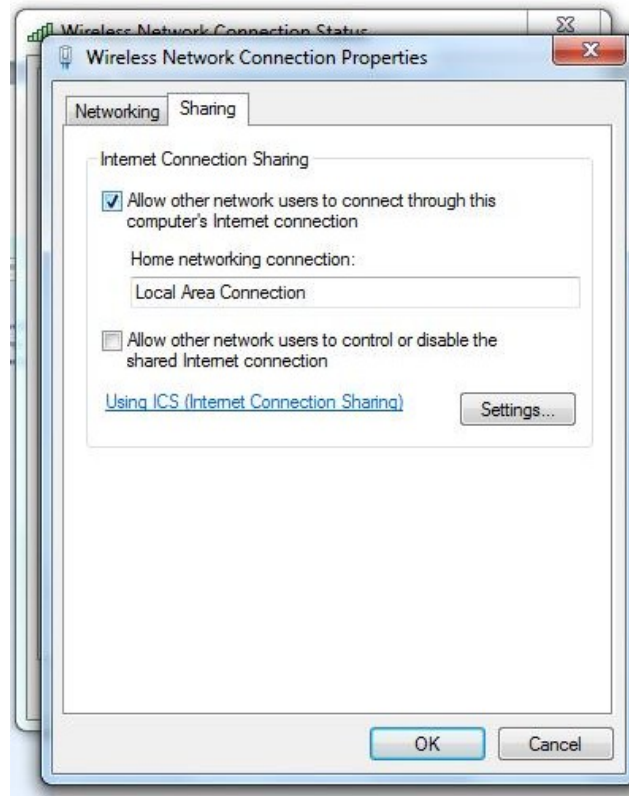 Wireless Network Connection Status
Wireless Network Connection Properties
Networking
Sharing
Internet Connection Sharing
Allow other network users to connect through this
computer's Internet connection
Home networking connection:
Local Area Connection
Allow other network users to control or disable the
shared Internet connection
Using ICS (Internet Connection Sharing)
Settings...
OK
Cancel